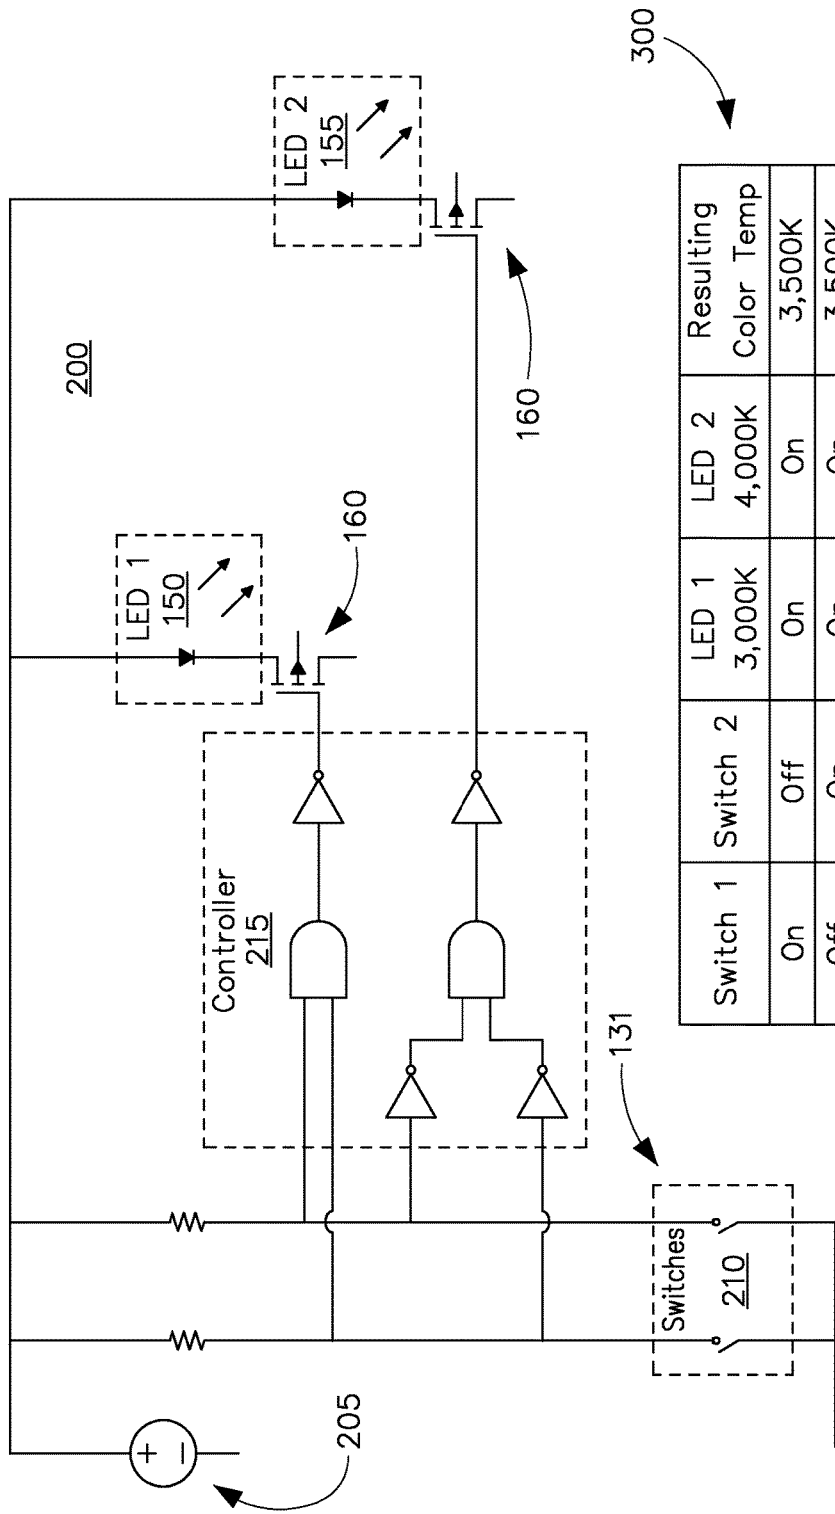 200
LED 1
150
LED 2
155
160
160
Controller
215
205
Switches
210
131
300
Switch 1 Switch 2 LED 1 3,000K LED 2 4,000K Resulting Color Temp
On Off On On 3,500K
Off On On On 3,500K